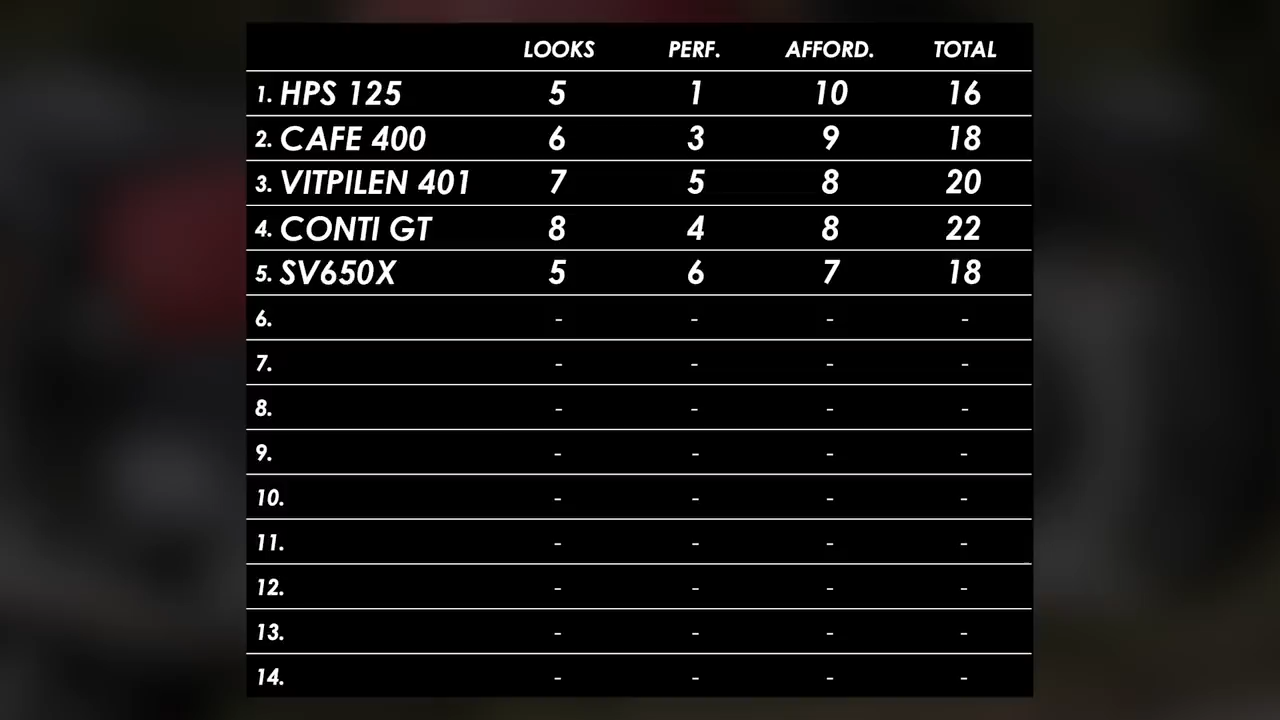 LOOKS PERF. AFFORD. TOTAL
1. HPS 125 5 1 10 16
2. CAFE 400 6 3 9 18
3. VITPILEN 401 7 5 8 20
4. CONTI GT 8 4 8 22
5. SV650X 5 6 7 18
6. - - - -
7. - - - -
8. - - - -
9. - - - -
10. - - - -
11. - - - -
12. - - - -
13. - - - -
14. - - - -